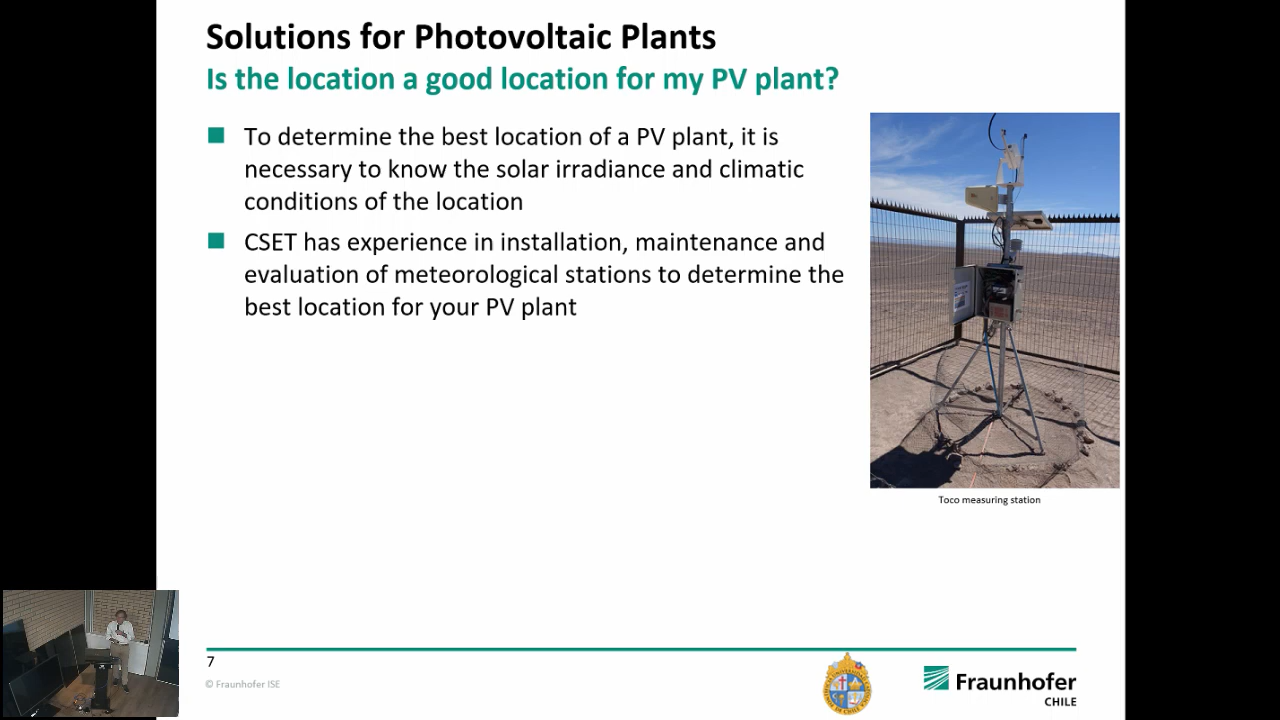 Solutions for Photovoltaic Plants
Is the location a good location for my PV plant?
To determine the best location of a PV plant, it is
necessary to know the solar irradiance and climatic
conditions of the location
CSET has experience in installation, maintenance and
evaluation of meteorological stations to determine the
best location for your PV plant
Toco measuring station
7
© Fraunhofer ISE
Fraunhofer
CHILE